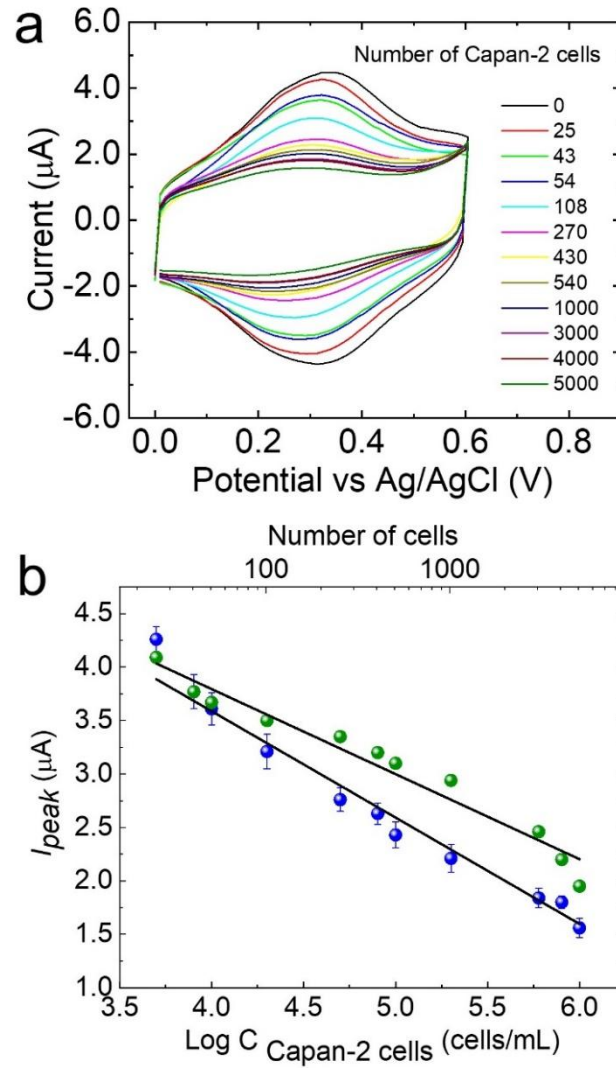 a
Number of Capan-2 cells
0
25
43
54
108
270
430
540
1000
3000
4000
5000
6.0
4.0
2.0
0.0
-2.0
-4.0
-6.0
Current (μA)
0.0 0.2 0.4 0.6 0.8
Potential vs Ag/AgCl (V)
b
Number of cells
100 1000
4.5
4.0
3.5
3.0
2.5
2.0
1.5
1.0
Ipeak (μA)
3.5 4.0 4.5 5.0 5.5 6.0
Log C Capan-2 cells (cells/mL)